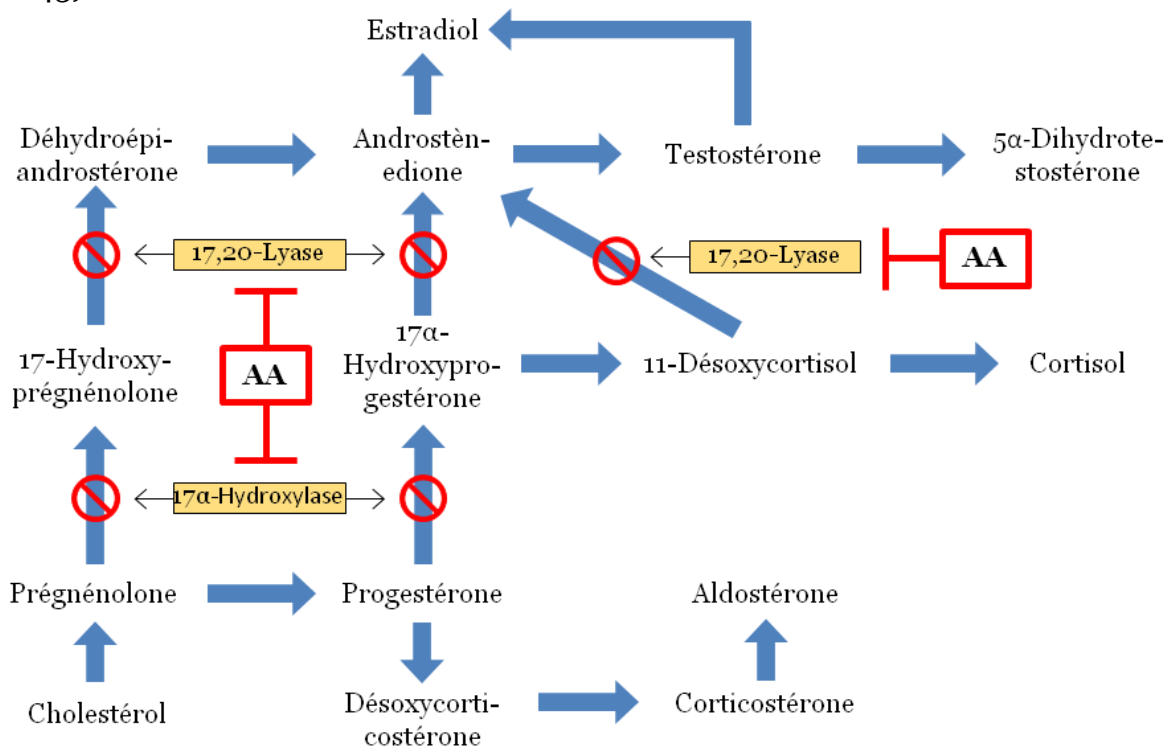 Estradiol
Déhydroépi-
androstérone
Androstèn-
edione
Testostérone
5α-Dihydrote-
stostérone
17,20-Lyase
17,20-Lyase
AA
17-Hydroxy-
prégnénolone
AA
17α-
Hydroxypro-
gestérone
11-Désoxycortisol
Cortisol
17α-Hydroxylase
Prégnénolone
Progestérone
Aldostérone
Cholestérol
Désoxycorti-
costérone
Corticostérone